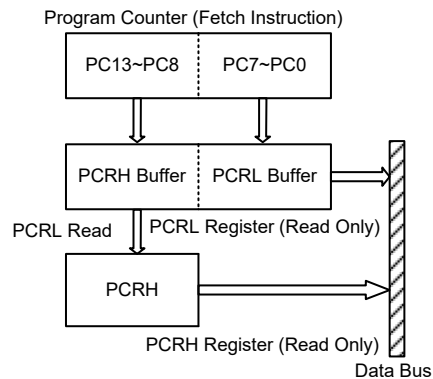 Program Counter (Fetch Instruction)
PC13~PC8
PC7~PC0
PCRH Buffer
PCRL Buffer
PCRL Read
PCRL Register (Read Only)
PCRH
PCRH Register (Read Only)
Data Bus